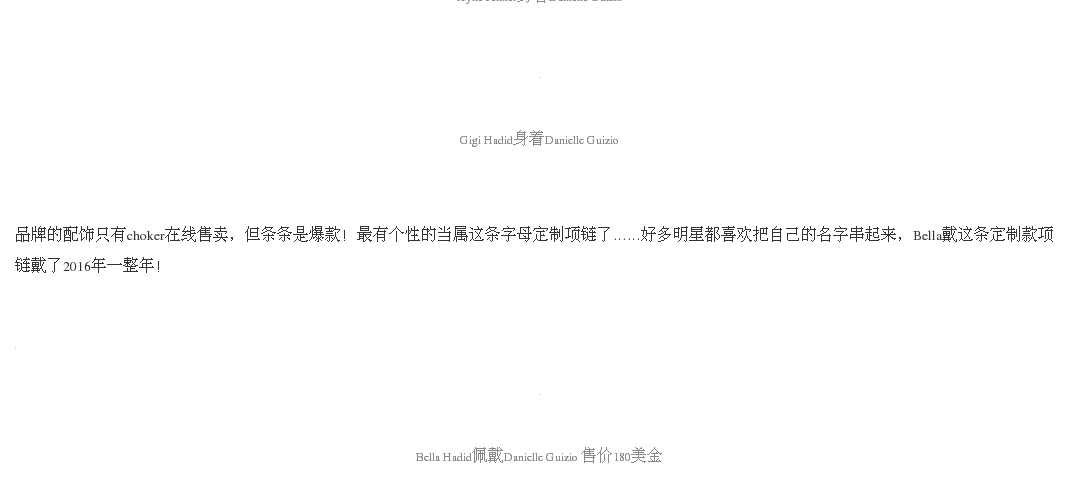 Gigi Hadid身着Danielle Guizio
品牌的配饰只有choker在线售卖，但条条是爆款！最有个性的当属这条字母定制项链了……好多明星都喜欢把自己的名字串起来，Bella戴这条定制款项
链戴了2016年一整年！
Bella Hadid佩戴Danielle Guizio 售价180美金